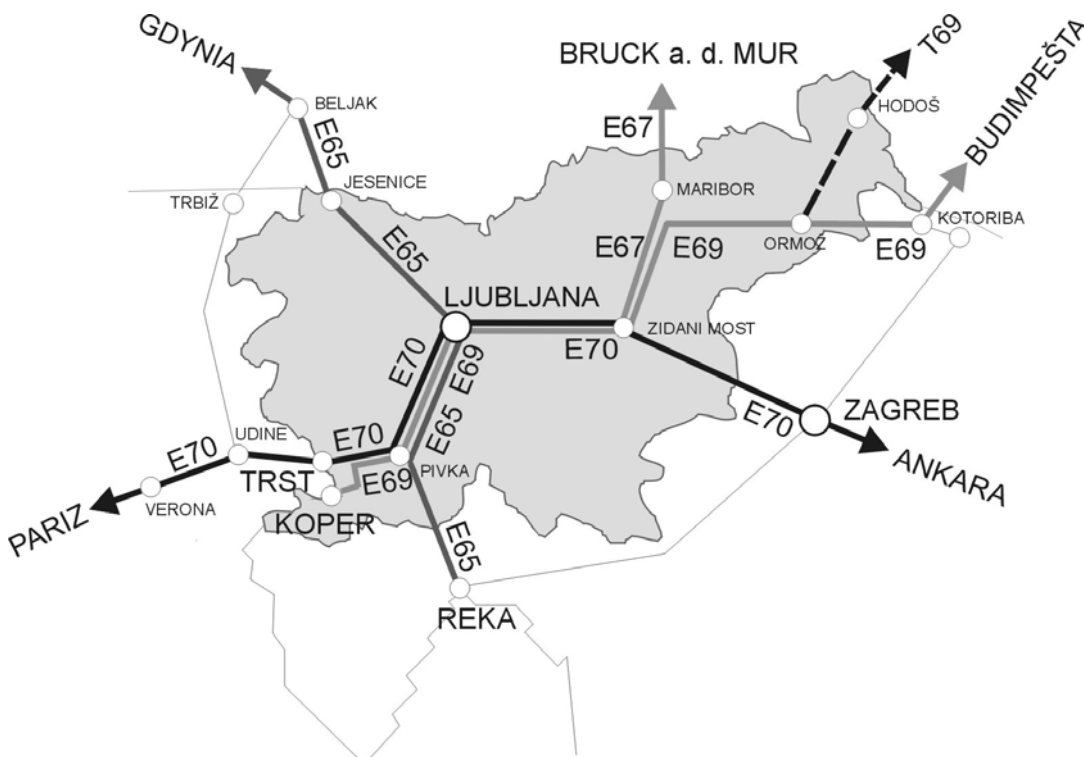 GDYNIA
BRUCK a. d. MUR
T69
BELJAK
HODOŠ
BUDIMPEŠTA
E65
E67
JESENICE
TRBIŽ
MARIBOR
KOTORIBA
ORMOŽ
E65
E67
E69
E69
LJUBLJANA
ZIDANI MOST
E70
E70
E69
E65
E70
ZAGREB
UDINE
E70
PIVKA
E70
TRST
E69
ANKARA
VERONA
KOPER
PARIZ
E65
REKA